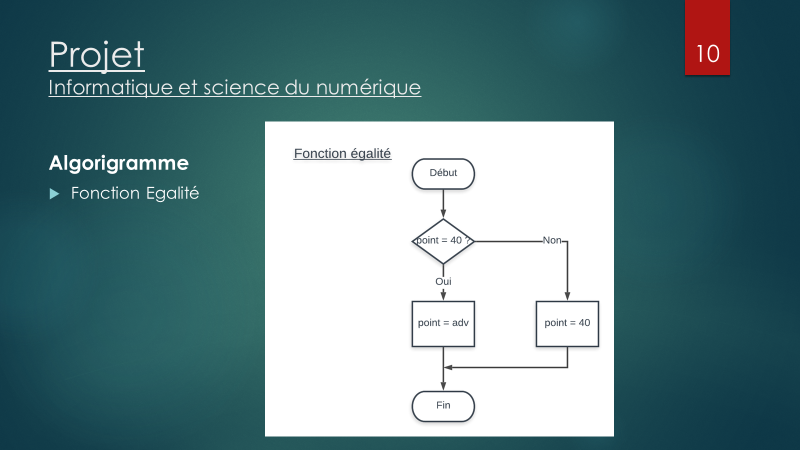 Projet
Informatique et science du numérique
10
Algorigramme
Fonction Egalité
Fonction égalité
Début
point = 40 ?
Non
Oui
point = adv
point = 40
Fin